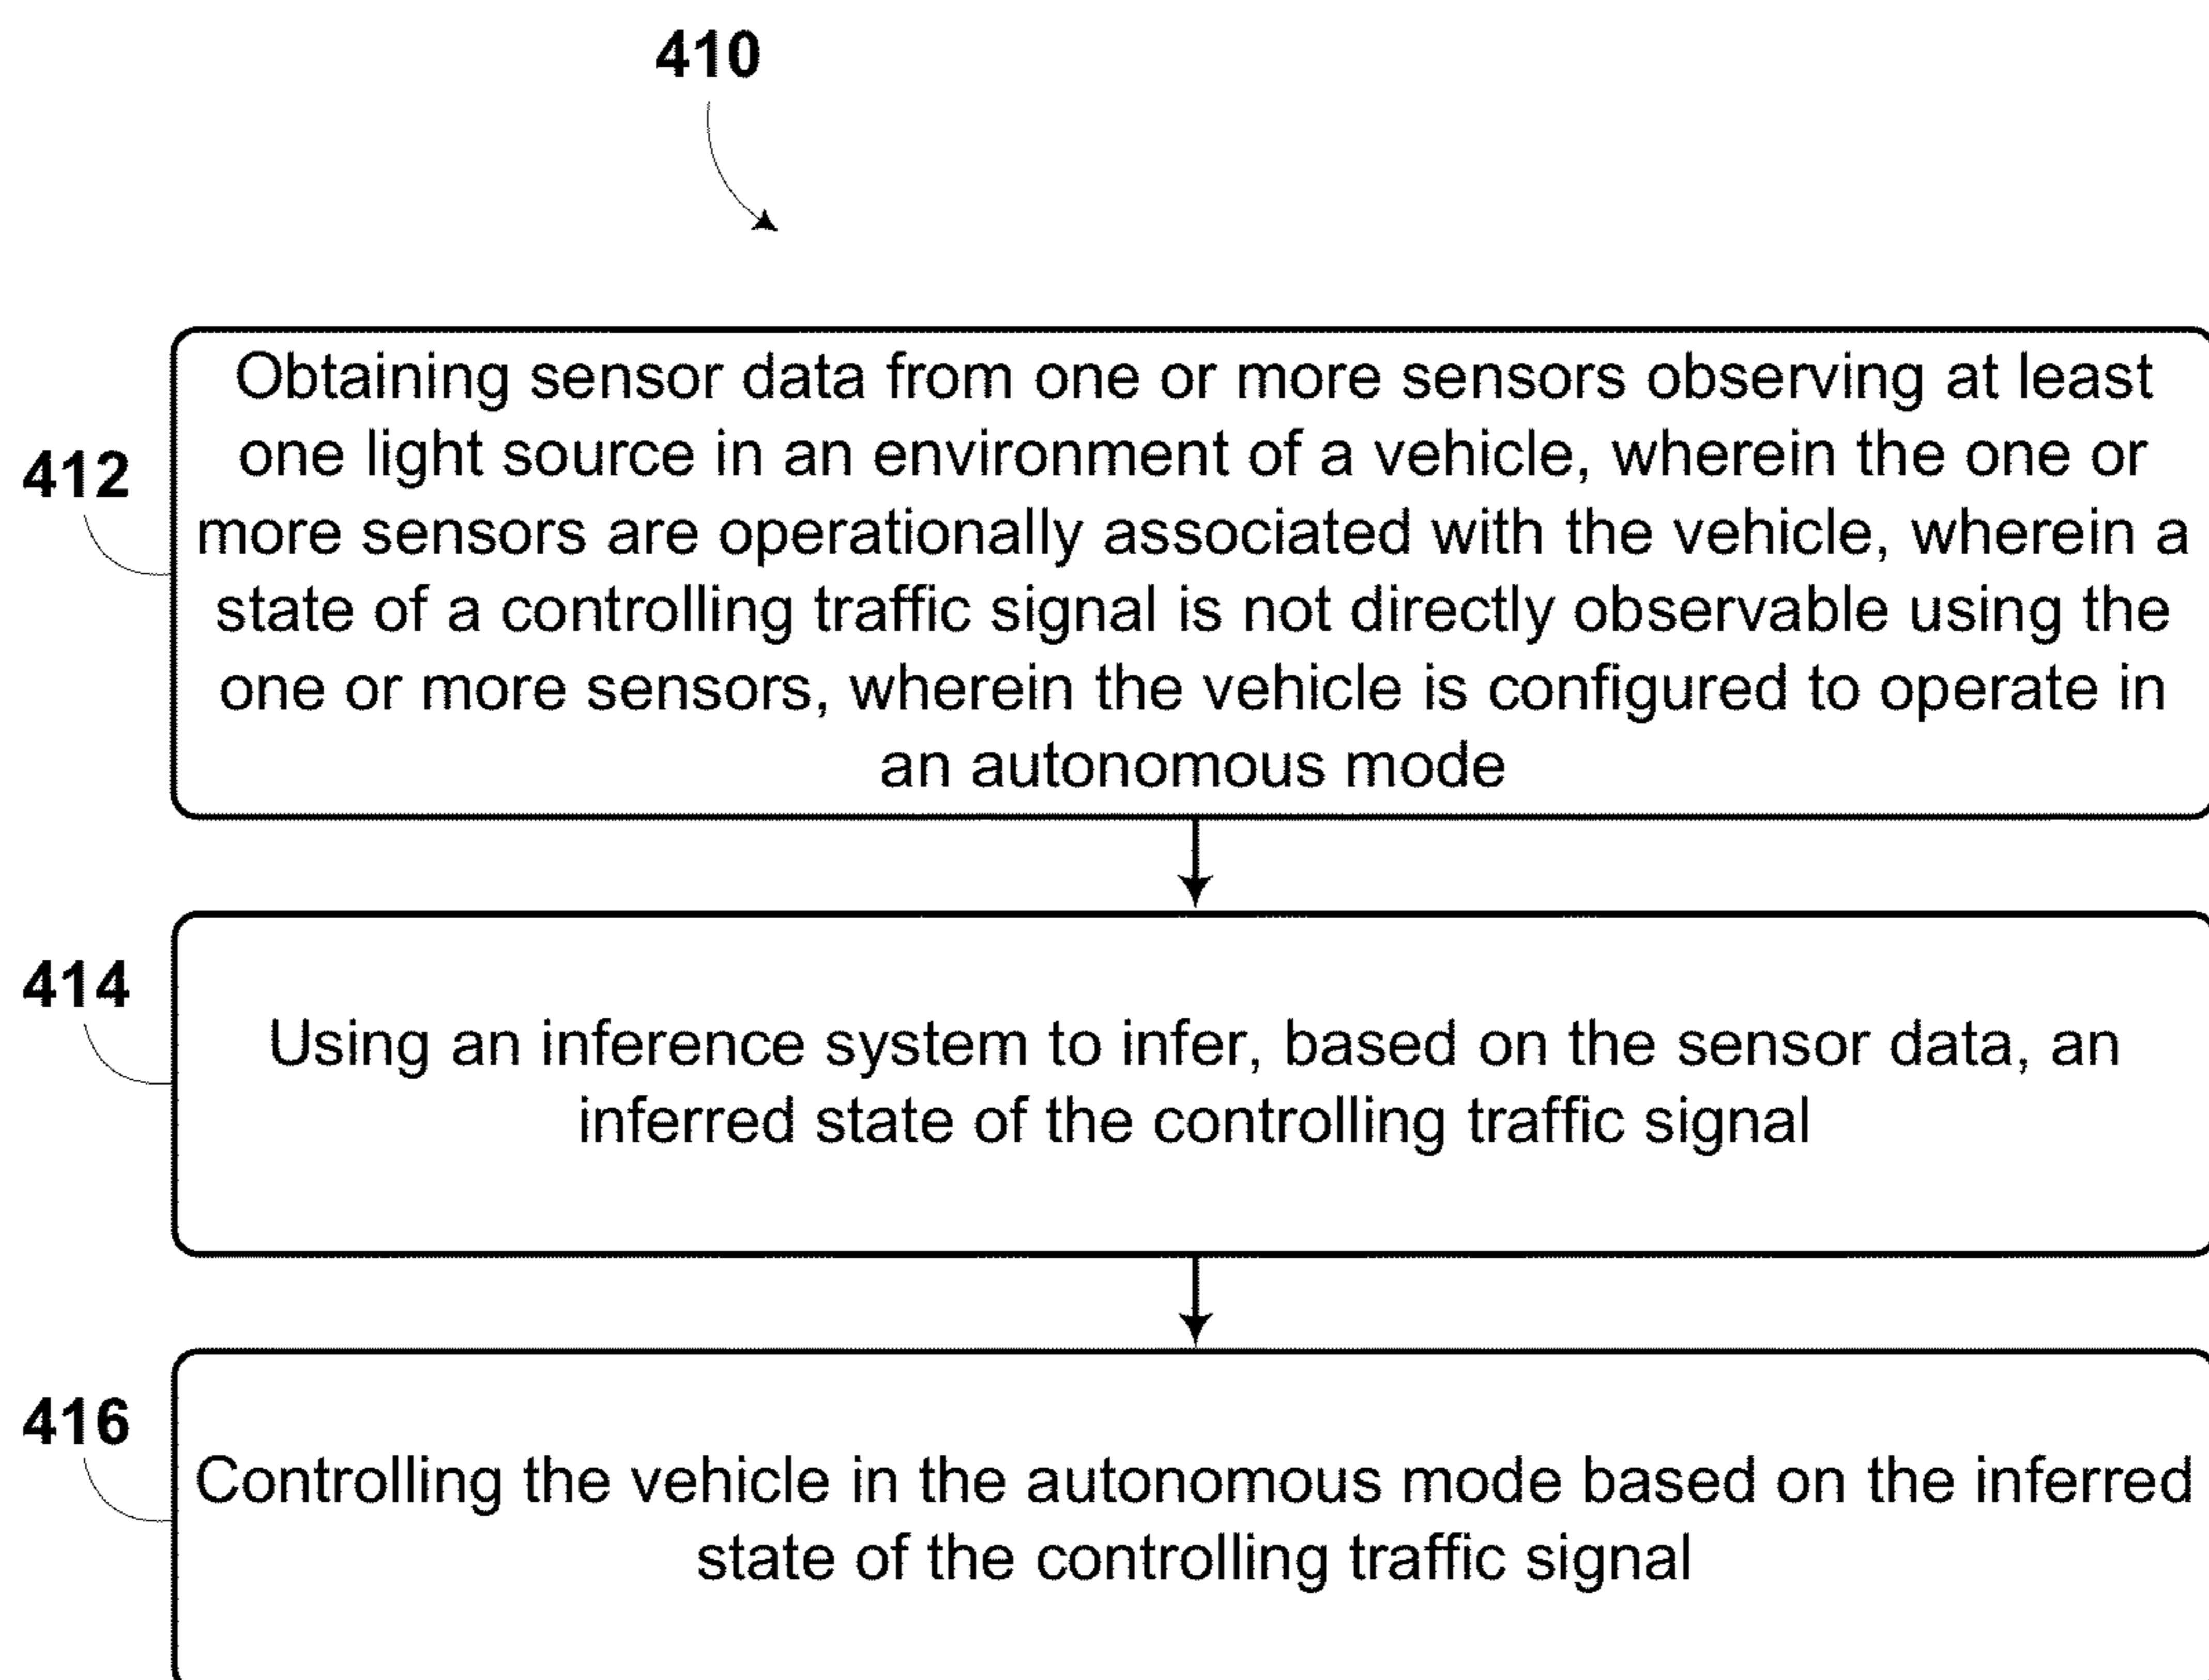 410
412
Obtaining sensor data from one or more sensors observing at least
one light source in an environment of a vehicle, wherein the one or
more sensors are operationally associated with the vehicle, wherein a
state of a controlling traffic signal is not directly observable using the
one or more sensors, wherein the vehicle is configured to operate in
an autonomous mode
414
Using an inference system to infer, based on the sensor data, an
inferred state of the controlling traffic signal
416
Controlling the vehicle in the autonomous mode based on the inferred
state of the controlling traffic signal